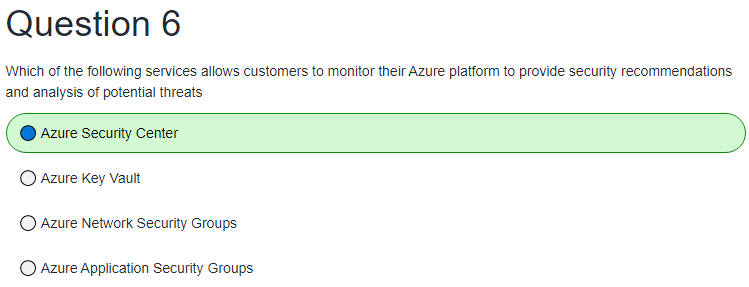 Question 6
Which of the following services allows customers to monitor their Azure platform to provide security recommendations
and analysis of potential threats
Azure Security Center
Azure Key Vault
Azure Network Security Groups
Azure Application Security Groups